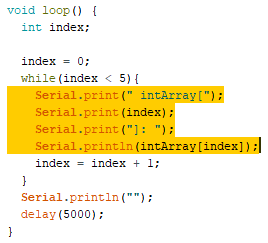 void loop() {
  int index;

  index = 0;
  while(index < 5){
    Serial.print(" intArray[");
    Serial.print(index);
    Serial.print("]: ");
    Serial.println(intArray[index]);
    index = index + 1;
  }
  Serial.println("");
  delay(5000);
}